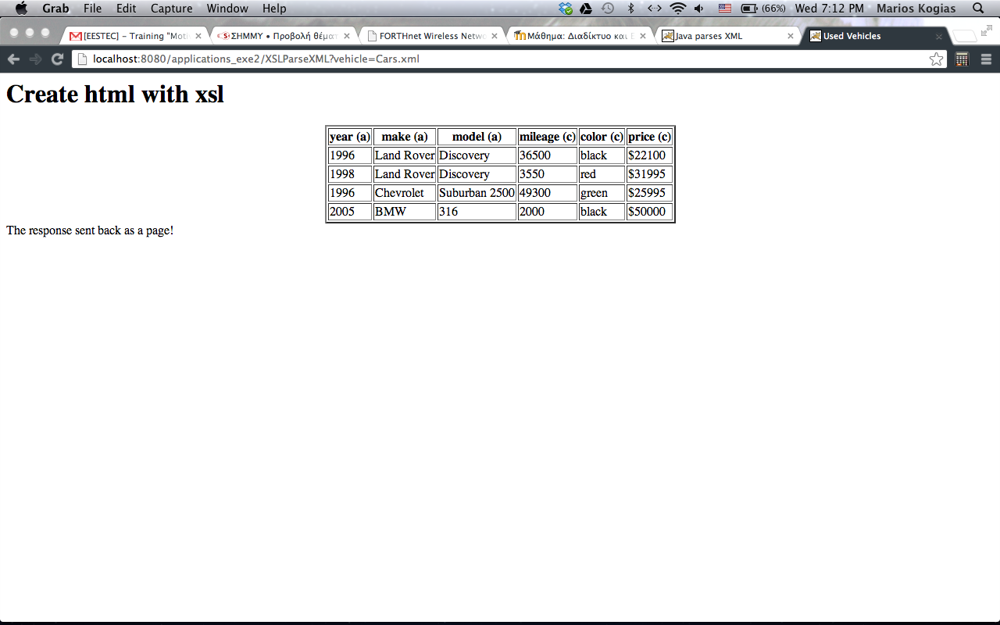 Grab File Edit Capture Window Help (66%) Wed 7:12 PM Marios Kogias
[EESTEC] – Training "Moti ΣΗΜΜΥ • Προβολή θέματ FORTHnet Wireless Netwo Μάθημα: Διαδίκτυο και Ε Java parses XML Used Vehicles
localhost:8080/applications_exe2/XSLParseXML?vehicle=Cars.xml
Create html with xsl
year (a) make (a) model (a) mileage (c) color (c) price (c)
1996 Land Rover Discovery 36500 black $22100
1998 Land Rover Discovery 3550 red $31995
1996 Chevrolet Suburban 2500 49300 green $25995
2005 BMW 316 2000 black $50000
The response sent back as a page!